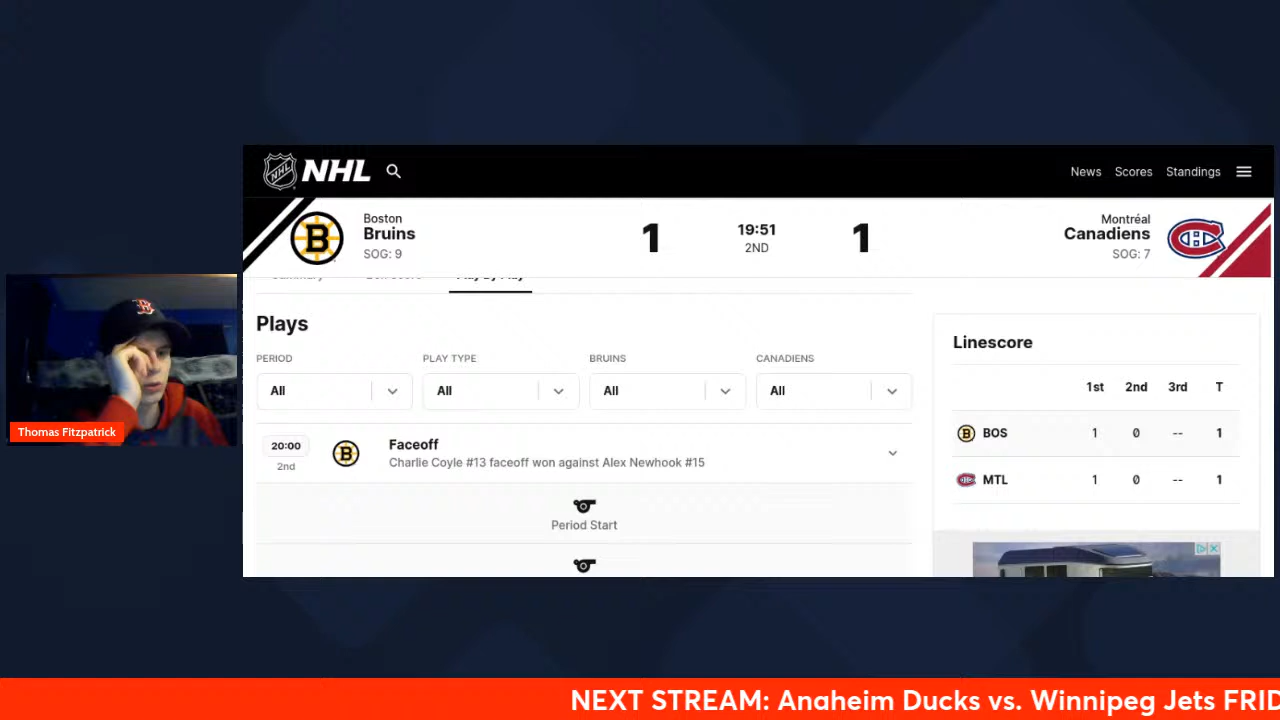 NHL
News Scores Standings
Boston
Bruins
SOG: 9
1
19:51
2ND
1
Montréal
Canadiens
SOG: 7
Plays
PERIOD
All
PLAY TYPE
All
BRUINS
All
CANADIENS
All
20:00
2nd
Faceoff
Charlie Coyle #13 faceoff won against Alex Newhook #15
Period Start
Linescore
1st 2nd 3rd T
BOS 1 0 -- 1
MTL 1 0 -- 1
Thomas Fitzpatrick
NEXT STREAM: Anaheim Ducks vs. Winnipeg Jets FRID